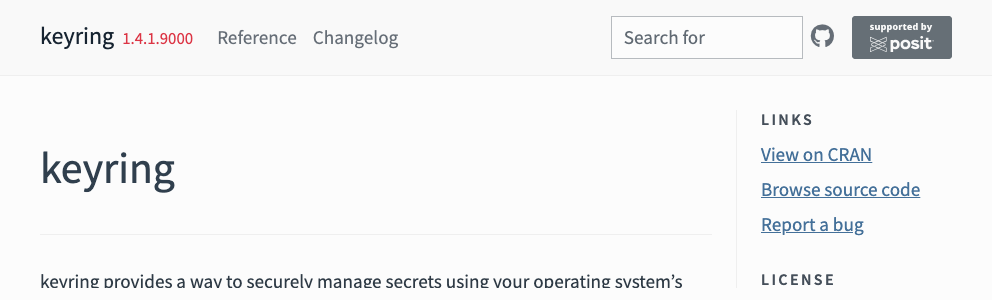 keyring 1.4.1.9000 Reference Changelog Search for supported by
posit
keyring
keyring provides a way to securely manage secrets using your operating system’s
LINKS
View on CRAN
Browse source code
Report a bug
LICENSE